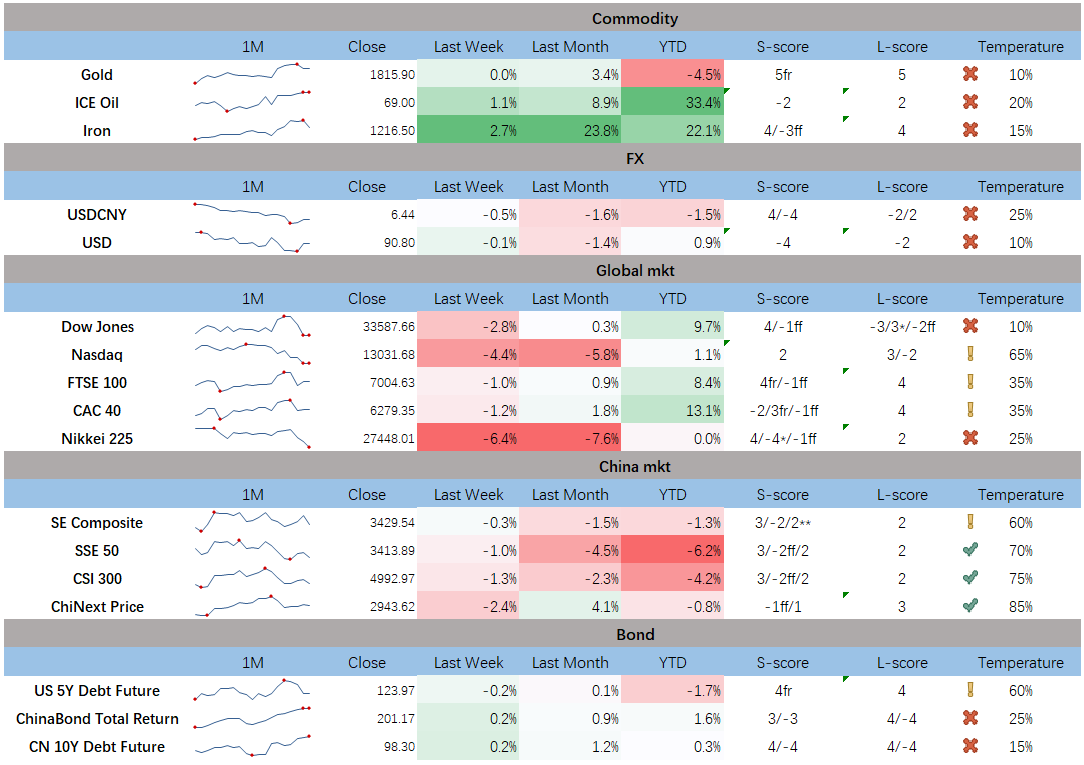 Commodity
1M Close Last Week Last Month YTD S-score L-score Temperature
Gold 1815.90 0.0% 3.4% -4.5% 5fr 5 10%
ICE Oil 69.00 1.1% 8.9% 33.4% -2 2 20%
Iron 1216.50 2.7% 23.8% 22.1% 4/-3ff 4 15%
FX
1M Close Last Week Last Month YTD S-score L-score Temperature
USDCNY 6.44 -0.5% -1.6% -1.5% 4/-4 -2/2 25%
USD 90.80 -0.1% -1.4% 0.9% -4 -2 10%
Global mkt
1M Close Last Week Last Month YTD S-score L-score Temperature
Dow Jones 33587.66 -2.8% 0.3% 9.7% 4/-1ff -3/3*/-2ff 10%
Nasdaq 13031.68 -4.4% -5.8% 1.1% 2 3/-2 65%
FTSE 100 7004.63 -1.0% 0.9% 8.4% 4fr/-1ff 4 35%
CAC 40 6279.35 -1.2% 1.8% 13.1% -2/3fr/-1ff 4 35%
Nikkei 225 27448.01 -6.4% -7.6% 0.0% 4/-4*/-1ff 2 25%
China mkt
1M Close Last Week Last Month YTD S-score L-score Temperature
SE Composite 3429.54 -0.3% -1.5% -1.3% 3/-2/2** 2 60%
SSE 50 3413.89 -1.0% -4.5% -6.2% 3/-2ff/2 2 70%
CSI 300 4992.97 -1.3% -2.3% -4.2% 3/-2ff/2 2 75%
ChiNext Price 2943.62 -2.4% 4.1% -0.8% -1ff/1 3 85%
Bond
1M Close Last Week Last Month YTD S-score L-score Temperature
US 5Y Debt Future 123.97 -0.2% 0.1% -1.7% 4fr 4 60%
ChinaBond Total Return 201.17 0.2% 0.9% 1.6% 3/-3 4/-4 25%
CN 10Y Debt Future 98.30 0.2% 1.2% 0.3% 4/-4 4/-4 15%